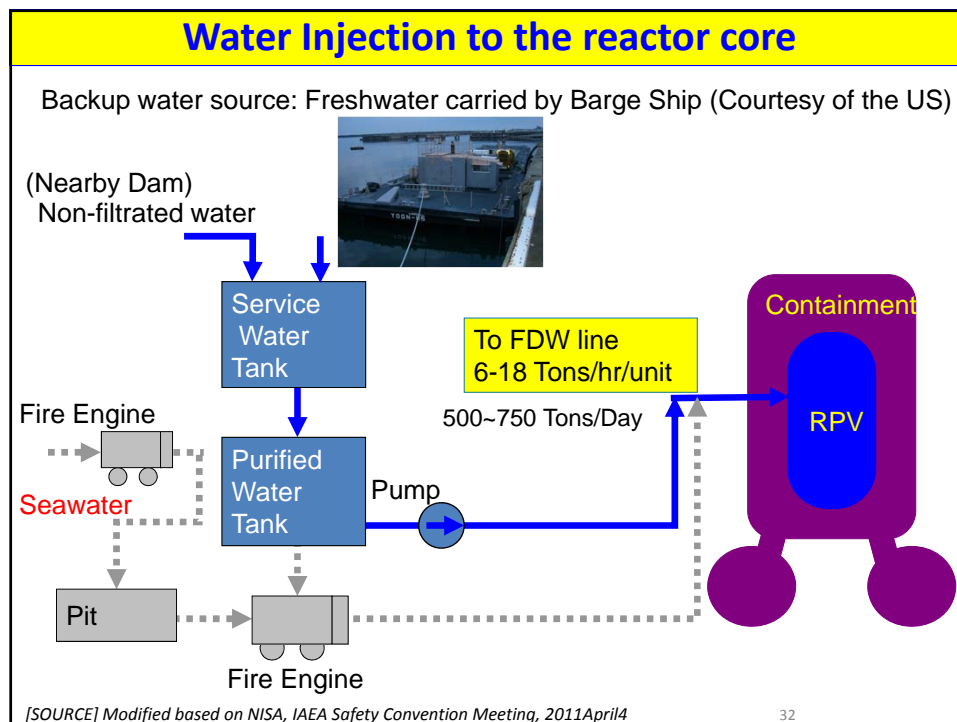 Water Injection to the reactor core
Backup water source: Freshwater carried by Barge Ship (Courtesy of the US)
(Nearby Dam)
Non-filtrated water
Service
Water
Tank
Containment
To FDW line
6-18 Tons/hr/unit
500~750 Tons/Day
RPV
Fire Engine
Seawater
Purified
Water
Tank
Pump
Pit
Fire Engine
[SOURCE] Modified based on NISA, IAEA Safety Convention Meeting, 2011April4
32